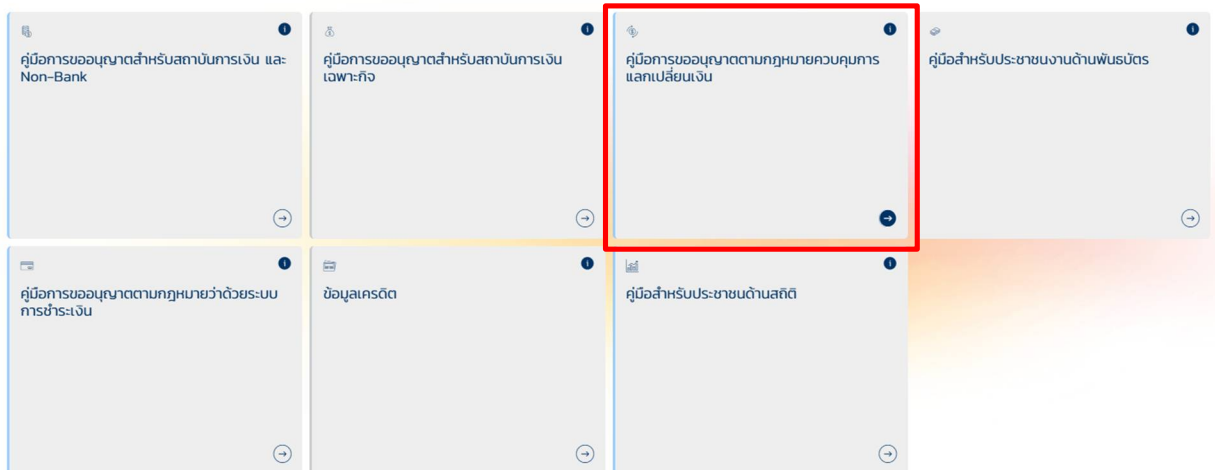 คู่มือการขออนุญาตสำหรับสถาบันการเงิน และ
Non-Bank
คู่มือการขออนุญาตสำหรับสถาบันการเงิน
เฉพาะกิจ
คู่มือการขออนุญาตตามกฎหมายควบคุมการ
แลกเปลี่ยนเงิน
คู่มือสำหรับประชาชนงานด้านพันธบัตร
คู่มือการขออนุญาตตามกฎหมายว่าด้วยระบบ
การชำระเงิน
ข้อมูลเครดิต
คู่มือสำหรับประชาชนด้านสถิติ